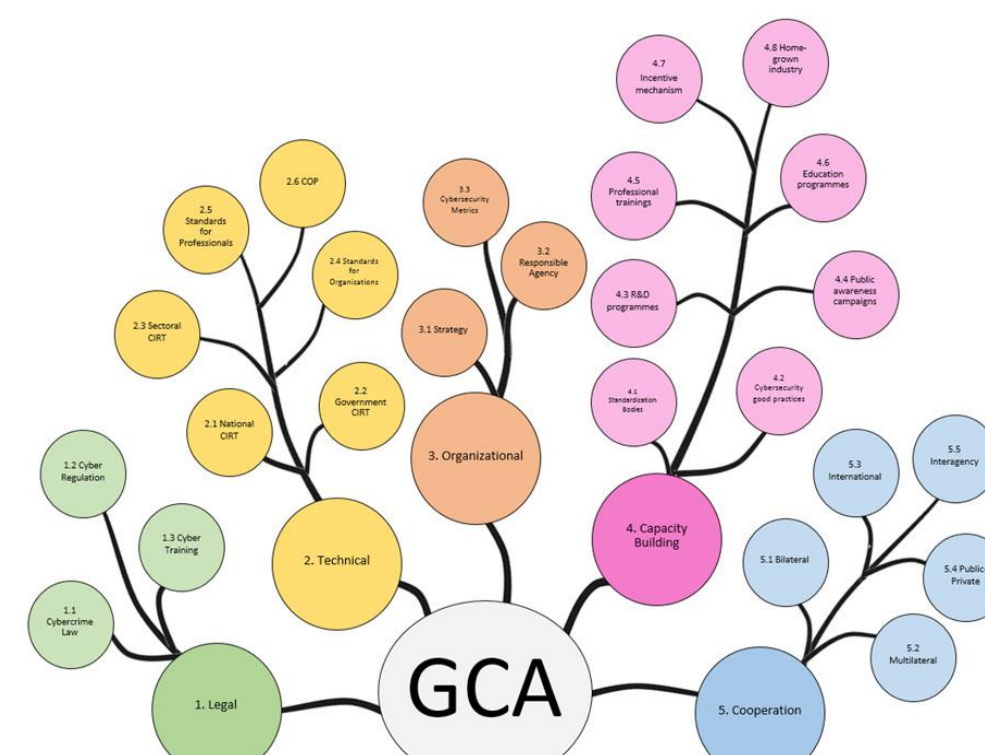 4.8 Home-
grown
industry
4.7
Incentive
mechanism
2.6 COP
4.6
Education
programmes
4.5
Professional
trainings
3.3
Cybersecurity
Metrics
2.5
Standards
for
Professionals
3.2
Responsible
Agency
2.4 Standards
for
Organizations
4.4 Public
awareness
campaigns
4.3 R&D
programmes
3.1 Strategy
2.3 Sectoral
CIRT
4.2
Cybersecurity
good practices
4.1
Standardization
Bodies
2.2
Government
CIRT
2.1 National
CIRT
3. Organizational
5.5
Interagency
5.3
International
1.2 Cyber
Regulation
4. Capacity
Building
1.3 Cyber
Training
2. Technical
5.1 Bilateral
5.4 Public
Private
1.1
Cybercrime
Law
5.2
Multilateral
GCA
1. Legal
5. Cooperation